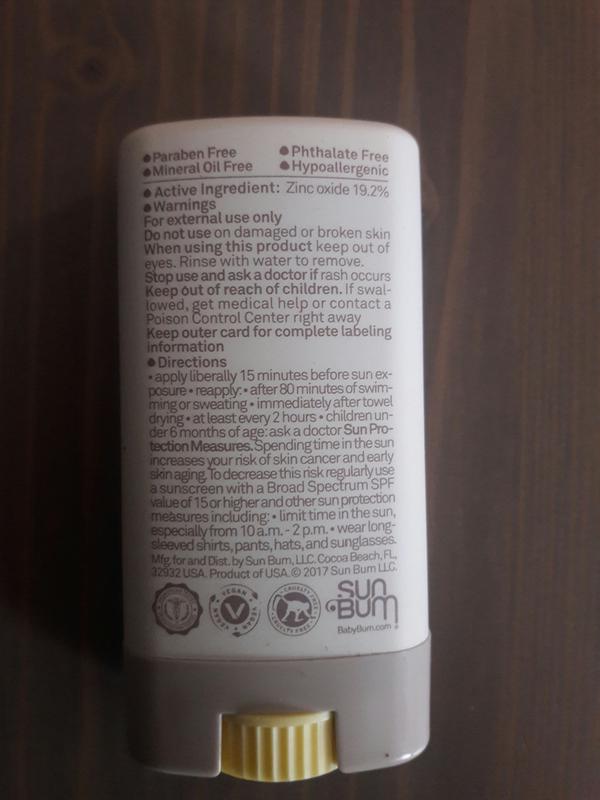 Paraben Free
Phthalate Free
Mineral Oil Free
Hypoallergenic
Active Ingredient: Zinc oxide 19.2%
Warnings
For external use only
Do not use on damaged or broken skin
When using this product keep out of
eyes. Rinse with water to remove.
Stop use and ask a doctor if rash occurs
Keep out of reach of children. If swal-
lowed, get medical help or contact a
Poison Control Center right away
Keep outer card for complete labeling
information
Directions
• apply liberally 15 minutes before sun ex-
posure • reapply: • after 80 minutes of swim-
ming or sweating • immediately after towel
drying • at least every 2 hours • children un-
der 6 months of age: ask a doctor Sun Pro-
tection Measures. Spending time in the sun
increases your risk of skin cancer and early
skin aging. To decrease this risk regularly use
a sunscreen with a Broad Spectrum SPF
value of 15 or higher and other sun protection
measures including: • limit time in the sun,
especially from 10 a.m. - 2 p.m. • wear long-
sleeved shirts, pants, hats, and sunglasses.
Mfg. for and Dist. by Sun Bum, LLC. Cocoa Beach, FL,
32932 USA. Product of USA. © 2017 Sun Bum LLC.
VEGAN
VEGAN
VEGAN
CRUELTY FREE
CRUELTY FREE
SUN
BUM
BabyBum.com